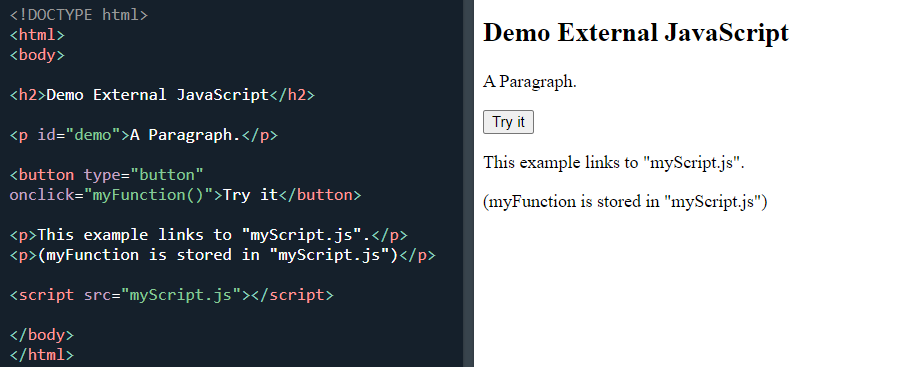 <!DOCTYPE html>
<html>
<body>
<h2>Demo External JavaScript</h2>
<p id="demo">A Paragraph.</p>
<button type="button"
onclick="myFunction()">Try it</button>
<p>This example links to "myScript.js".</p>
<p>(myFunction is stored in "myScript.js")</p>
<script src="myScript.js"></script>
</body>
</html>
Demo External JavaScript
A Paragraph.
Try it
This example links to "myScript.js".
(myFunction is stored in "myScript.js")